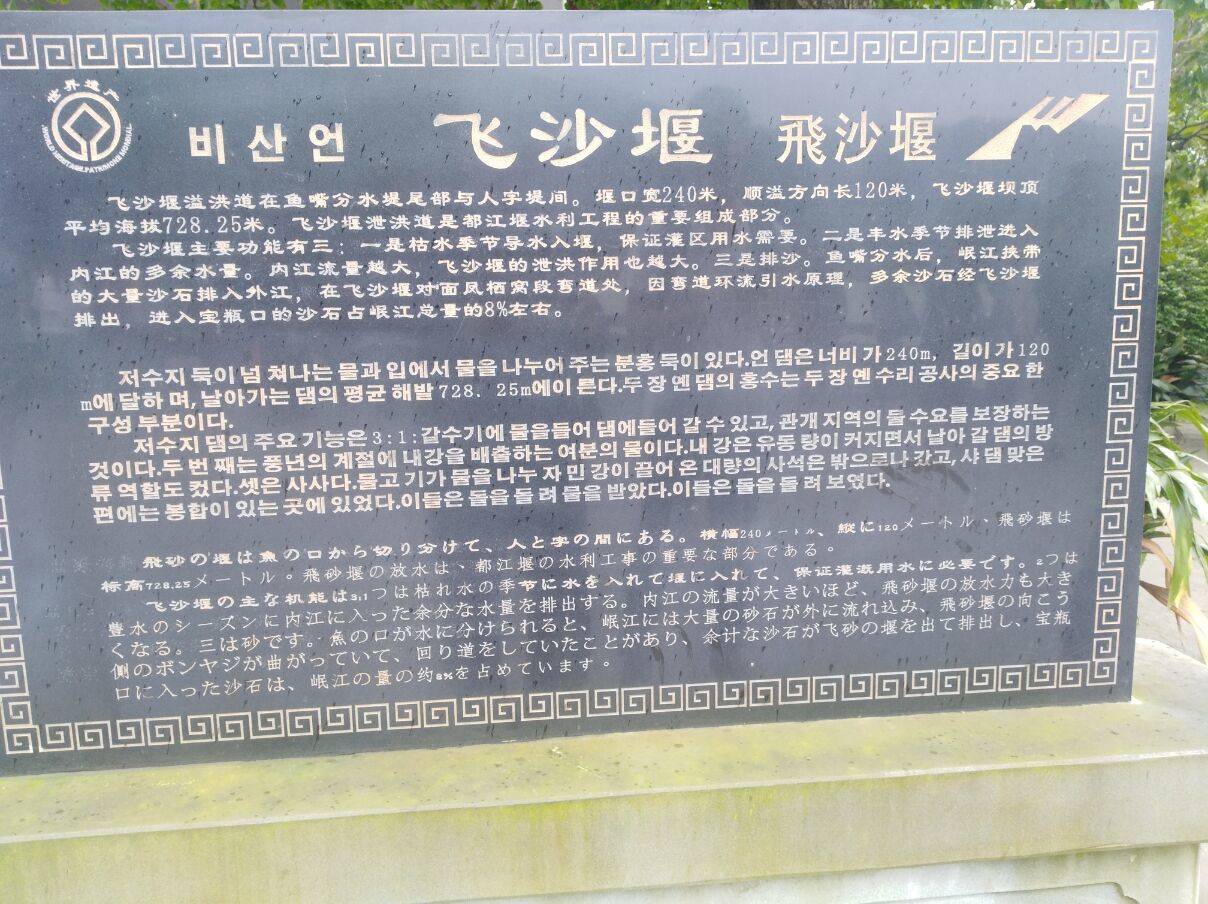 世界遗产
WORLD HERITAGE PATRIMOINE MONDIAL
비산언 飞沙堰 飛沙堰
飞沙堰溢洪道在鱼嘴分水堤尾部与人字堤间。堰口宽240米，顺溢方向长120米，飞沙堰坝顶
平均海拔728.25米。飞沙堰泄洪道是都江堰水利工程的重要组成部分。
飞沙堰主要功能有三：一是枯水季节导水入堰，保证灌区用水需要。二是丰水季节排泄进入
内江的多余水量。内江流量越大，飞沙堰的泄洪作用也越大。三是排沙。鱼嘴分水后，岷江挟带
的大量沙石排入外江，在飞沙堰对面凤栖窝段弯道处，因弯道环流引水原理，多余沙石经飞沙堰
排出，进入宝瓶口的沙石占岷江总量的8%左右。
저수지 둑이 넘 쳐나는 물과 입에서 물을 나누어 주는 분홍 둑이 있다.언 댐은 너비 가 240m, 길이 가 120
m에 달하 며, 날아가는 댐의 평균 해발 728. 25m에이 른다.두 장 옌 댐의 홍수는 두 장 옌 수리 공사의 중요 한
구성 부분이다.
저수지 댐의 주요 기능은 3:1:갈수기에 물을들어 댐에들어 갈 수 있고, 관개 지역의 물 수요를 보장하는
것이다.두 번 째는 풍년의 계절에 내강을 배출하는 여분의 물이다.내 강은 유동 량이 커지면서 날아 갈 댐의 방
류 역할도 컸다.셋은 사사다.물고 기가 물을 나누 자 민 강이 끌어 온 대량의 사석은 밖으로나 갔고, 샤 댐 맞은
편에는 봉합이 있는 곳에 있었다.이들은 돌을 돌 려 물을 받았다.이들은 돌을 돌 려 보였다.
飛砂の堰は魚の口から切り分けて、人と字の間にある。横幅240メートル、縦に120メートル、飛砂堰は
標高728.25メートル。飛砂堰の放水は、都江堰の水利工事の重要な部分である。
飞沙堰の主な机能は3,1つは枯れ水の季节に水を入れて堰に入れて、保证灌漑用水に必要です。2つは
豊水のシーズンに内江に入った余分な水量を排出する。内江の流量が大きいほど、飛砂堰の放水力も大き
くなる。三は砂です。魚の口が水に分けられると、岷江には大量の砂石が外に流れ込み、飛砂堰の向こう
側のボンヤジが曲がっていて、回り道をしていたことがあり、余计な沙石が飞砂の堰を出て排出し、宝瓶
口に入った沙石は、岷江の量の约8%を占めています。